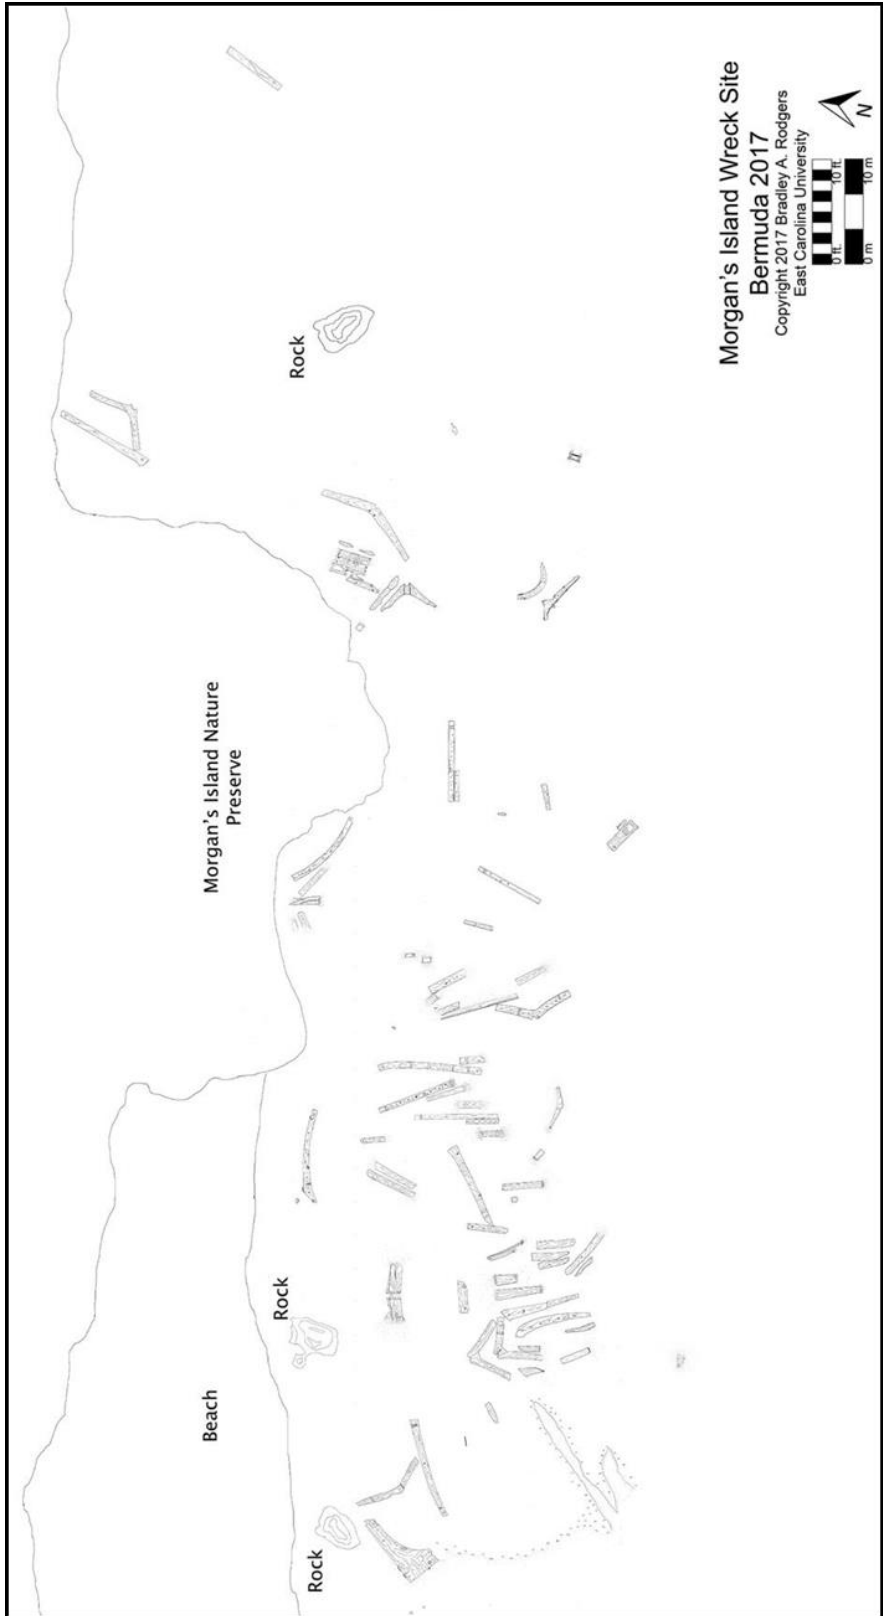 Morgan's Island Wreck Site
Bermuda 2017
Copyright 2017 Bradley A. Rodgers
East Carolina University
0 ft.
10 ft.
0 m
10 m
N
Rock
Morgan's Island Nature
Preserve
Rock
Beach
Rock